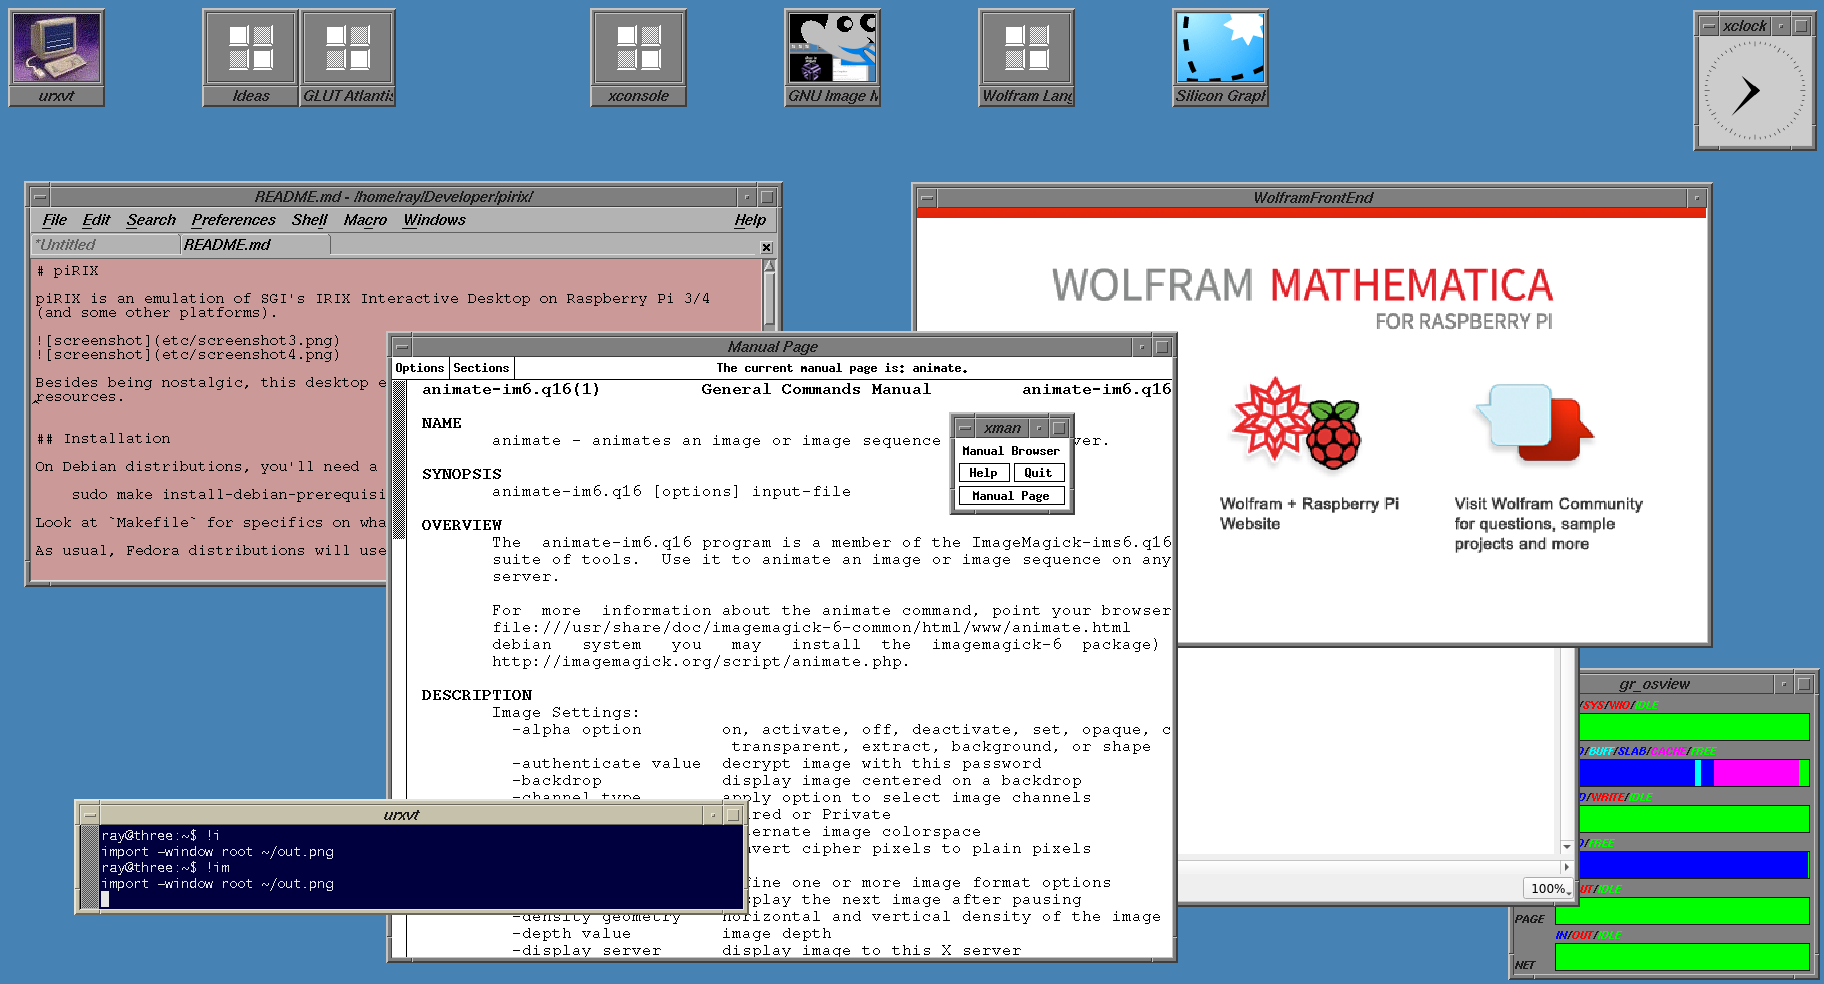 urxvt
Ideas
GLUT Atlantis
xconsole
GNU Image M
Wolfram Lang
Silicon Graph
xclock
README.md - /home/ray/Developer/pirix/
File Edit Search Preferences Shell Macro Windows Help
*Untitled README.md
# piRIX
piRIX is an emulation of SGI's IRIX Interactive Desktop on Raspberry Pi 3/4
(and some other platforms).
![screenshot](etc/screenshot3.png)
![screenshot](etc/screenshot4.png)
Besides being nostalgic, this desktop e
resources.
## Installation
On Debian distributions, you'll need a
sudo make install-debian-prerequisi
Look at `Makefile` for specifics on wha
As usual, Fedora distributions will use
WolframFrontEnd
WOLFRAM MATHEMATICA
FOR RASPBERRY PI
Wolfram + Raspberry Pi
Website
Visit Wolfram Community
for questions, sample
projects and more
100%
Manual Page
Options Sections The current manual page is: animate.
animate-im6.q16(1) General Commands Manual animate-im6.q16
NAME
animate - animates an image or image sequence ver.
SYNOPSIS
animate-im6.q16 [options] input-file
OVERVIEW
The animate-im6.q16 program is a member of the ImageMagick-ims6.q16
suite of tools. Use it to animate an image or image sequence on any
server.
For more information about the animate command, point your browser
file:///usr/share/doc/imagemagick-6-common/html/www/animate.html
debian system you may install the imagemagick-6 package)
http://imagemagick.org/script/animate.php.
DESCRIPTION
Image Settings:
-alpha option on, activate, off, deactivate, set, opaque, c
transparent, extract, background, or shape
-authenticate value decrypt image with this password
-backdrop display image centered on a backdrop
-channel type apply option to select image channels
ared or Private
ternate image colorspace
nvert cipher pixels to plain pixels
fine one or more image format options
splay the next image after pausing
-density geometry horizontal and vertical density of the image
-depth value image depth
-display server display image to this X server
xman
Manual Browser
Help Quit
Manual Page
urxvt
ray@three:~$ !i
import -window root ~/out.png
ray@three:~$ !im
import -window root ~/out.png
gr_osview
/SYS/WIO/IDLE
/BUFF/SLAB/CACHE/FREE
/WRITE/IDLE
/FREE
/IDLE
PAGE
IN/OUT/IDLE
NET